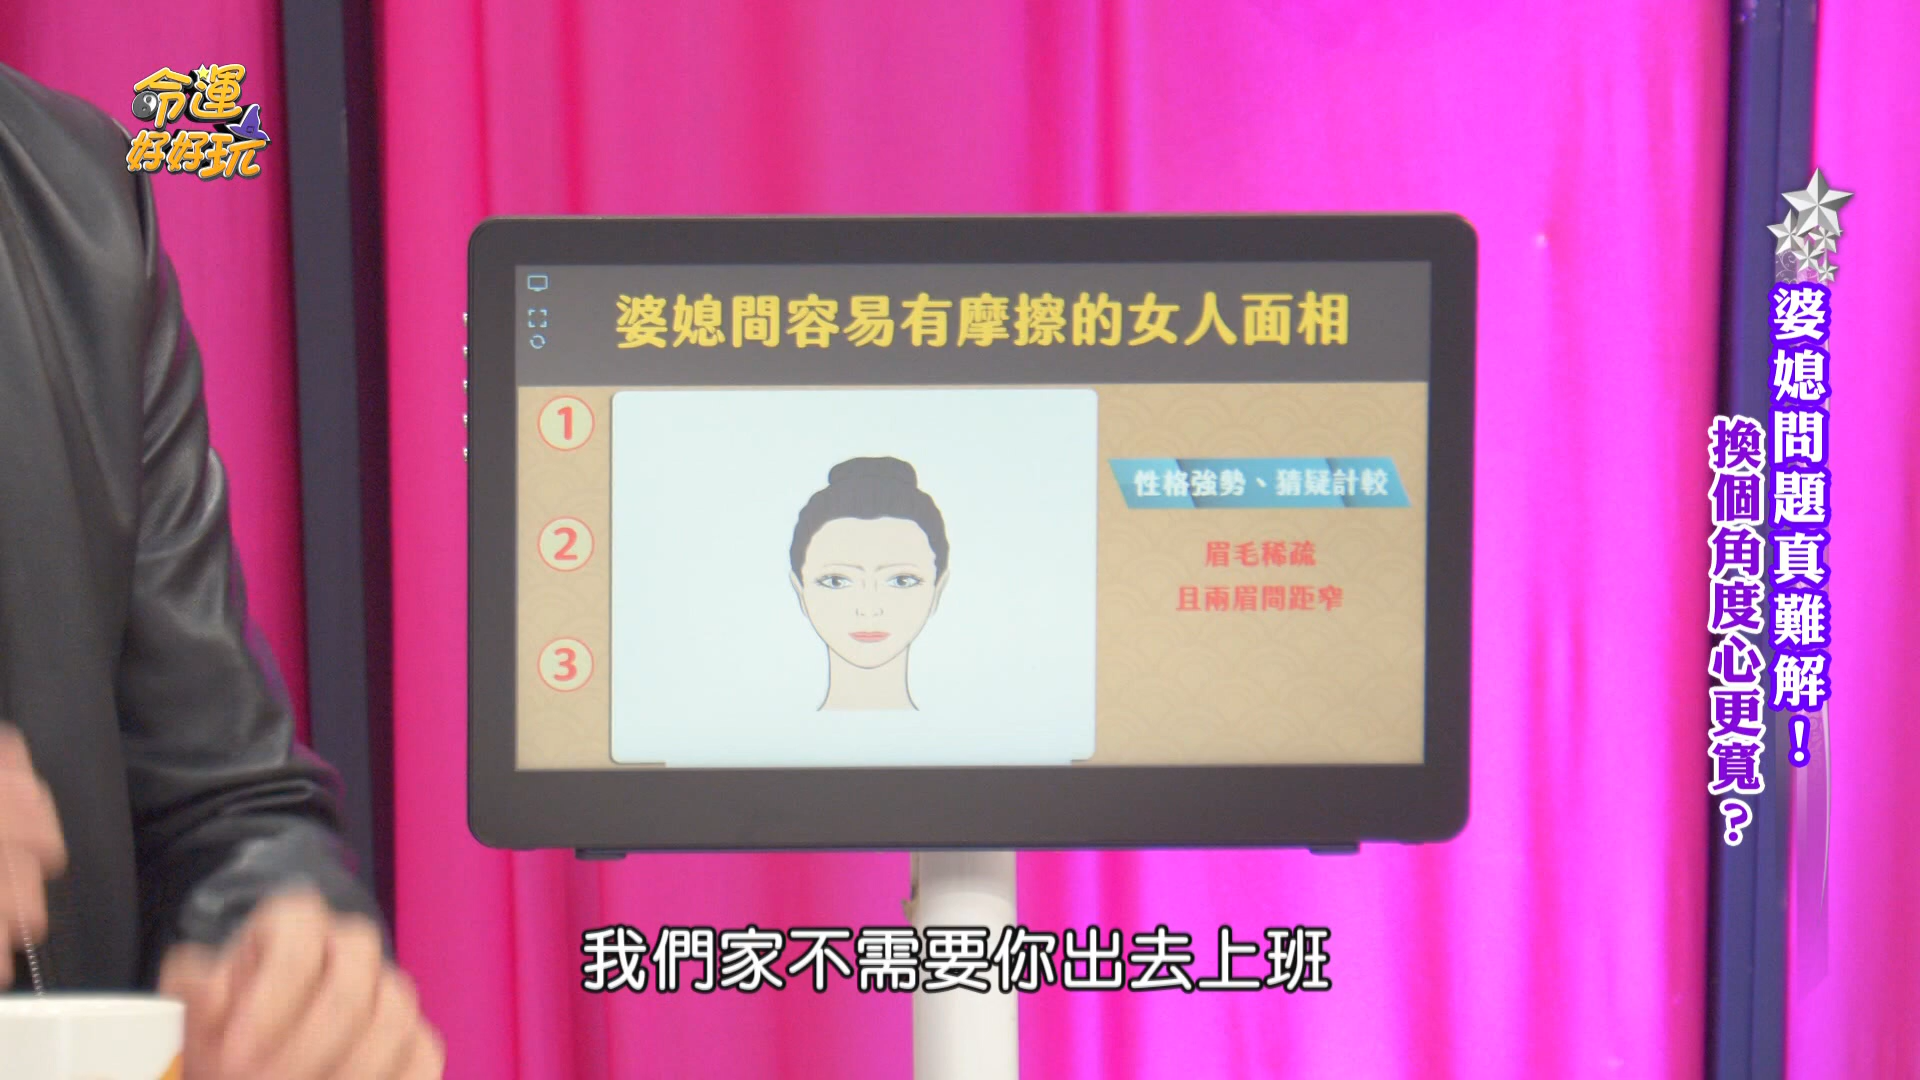 命運
好好玩
婆媳間容易有摩擦的女人面相
1
2
3
性格強勢、猜疑計較
眉毛稀疏
且兩眉間距窄
婆媳問題真難解！
換個角度心更寬？
我們家不需要你出去上班